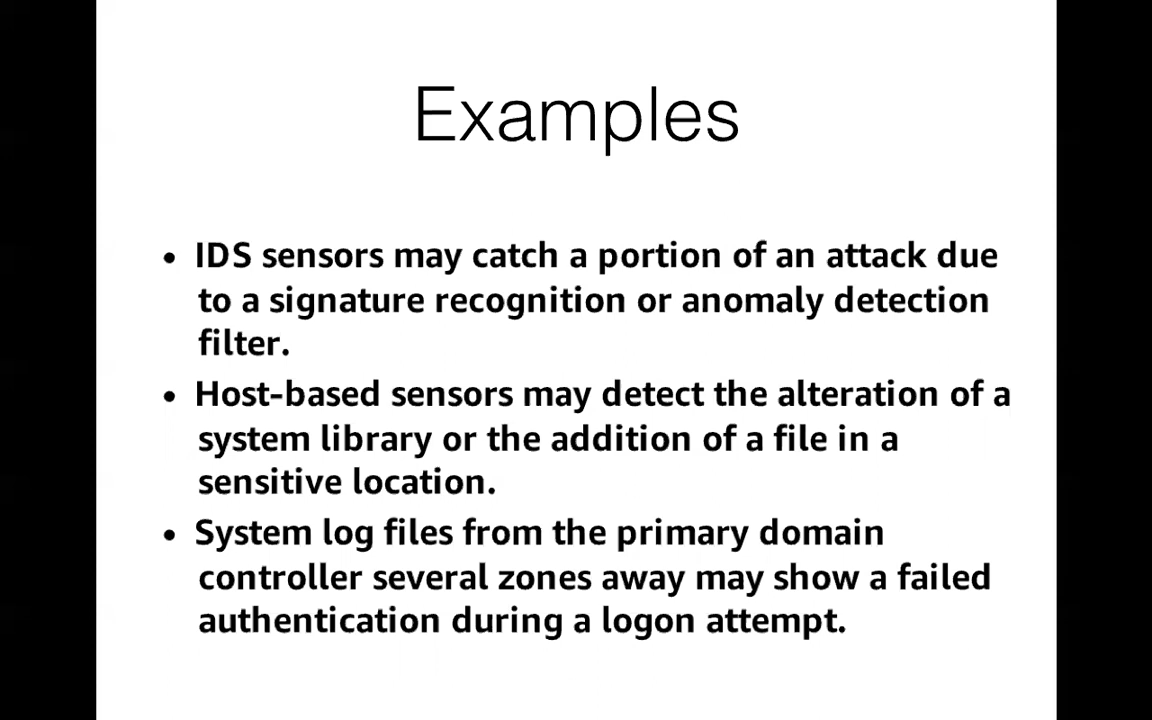 Examples
• IDS sensors may catch a portion of an attack due
to a signature recognition or anomaly detection
filter.
• Host-based sensors may detect the alteration of a
system library or the addition of a file in a
sensitive location.
• System log files from the primary domain
controller several zones away may show a failed
authentication during a logon attempt.